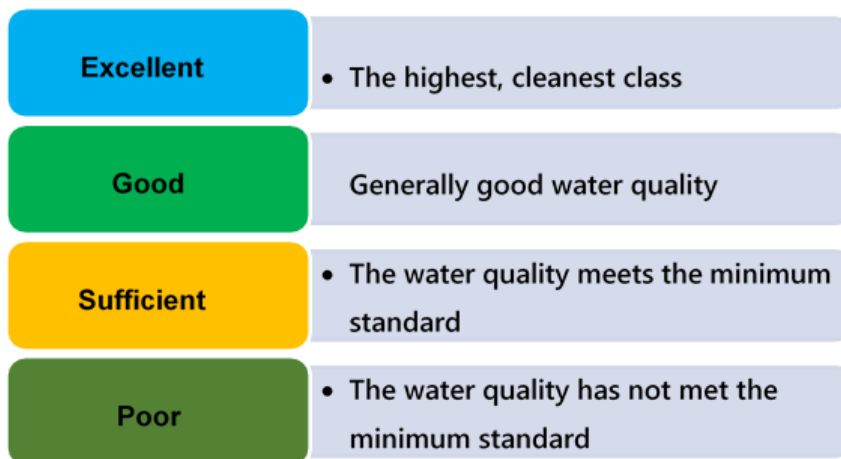 Excellent
• The highest, cleanest class
Good
Generally good water quality
Sufficient
• The water quality meets the minimum
standard
Poor
• The water quality has not met the
minimum standard